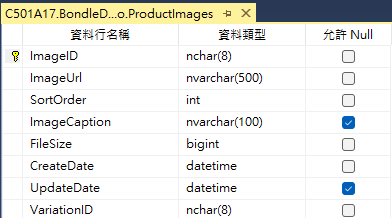 C501A17.BondleD...o.ProductImages
資料行名稱 資料類型 允許 Null
ImageID nchar(8)
ImageUrl nvarchar(500)
SortOrder int
ImageCaption nvarchar(100)
FileSize bigint
CreateDate datetime
UpdateDate datetime
VariationID nchar(8)